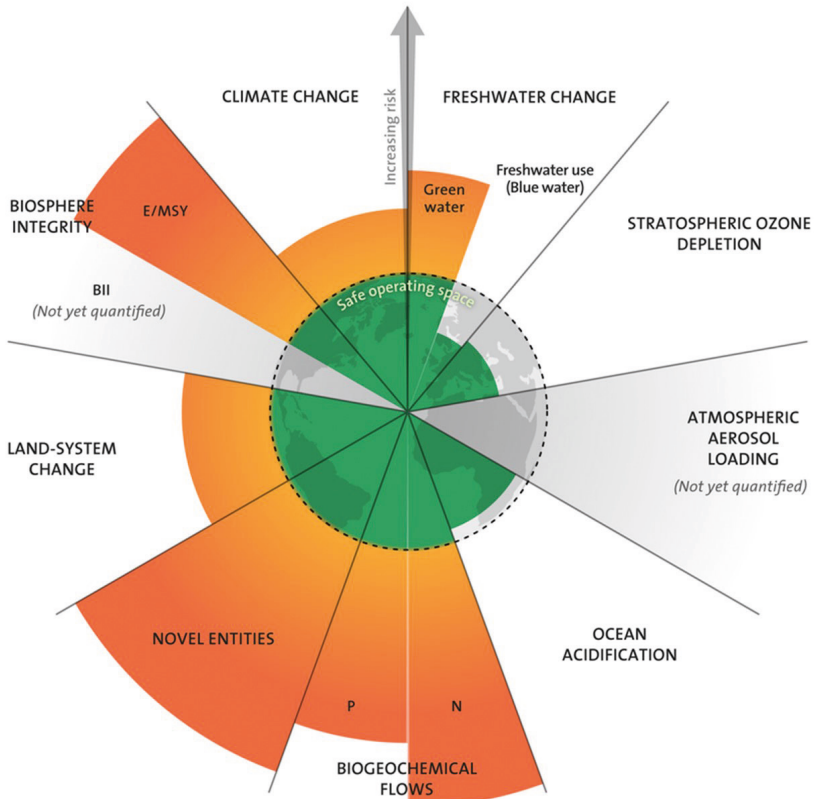 CLIMATE CHANGE
FRESHWATER CHANGE
Increasing risk
Green
water
Freshwater use
(Blue water)
BIOSPHERE
INTEGRITY
E/MSY
STRATOSPHERIC OZONE
DEPLETION
BII
(Not yet quantified)
Safe operating space
LAND-SYSTEM
CHANGE
ATMOSPHERIC
AEROSOL
LOADING
(Not yet quantified)
NOVEL ENTITIES
OCEAN
ACIDIFICATION
P
N
BIOGEOCHEMICAL
FLOWS